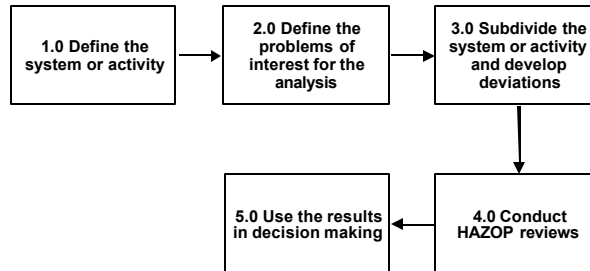 1.0 Define the
system or activity
2.0 Define the
problems of
interest for the
analysis
3.0 Subdivide the
system or activity
and develop
deviations
5.0 Use the results
in decision making
4.0 Conduct
HAZOP reviews